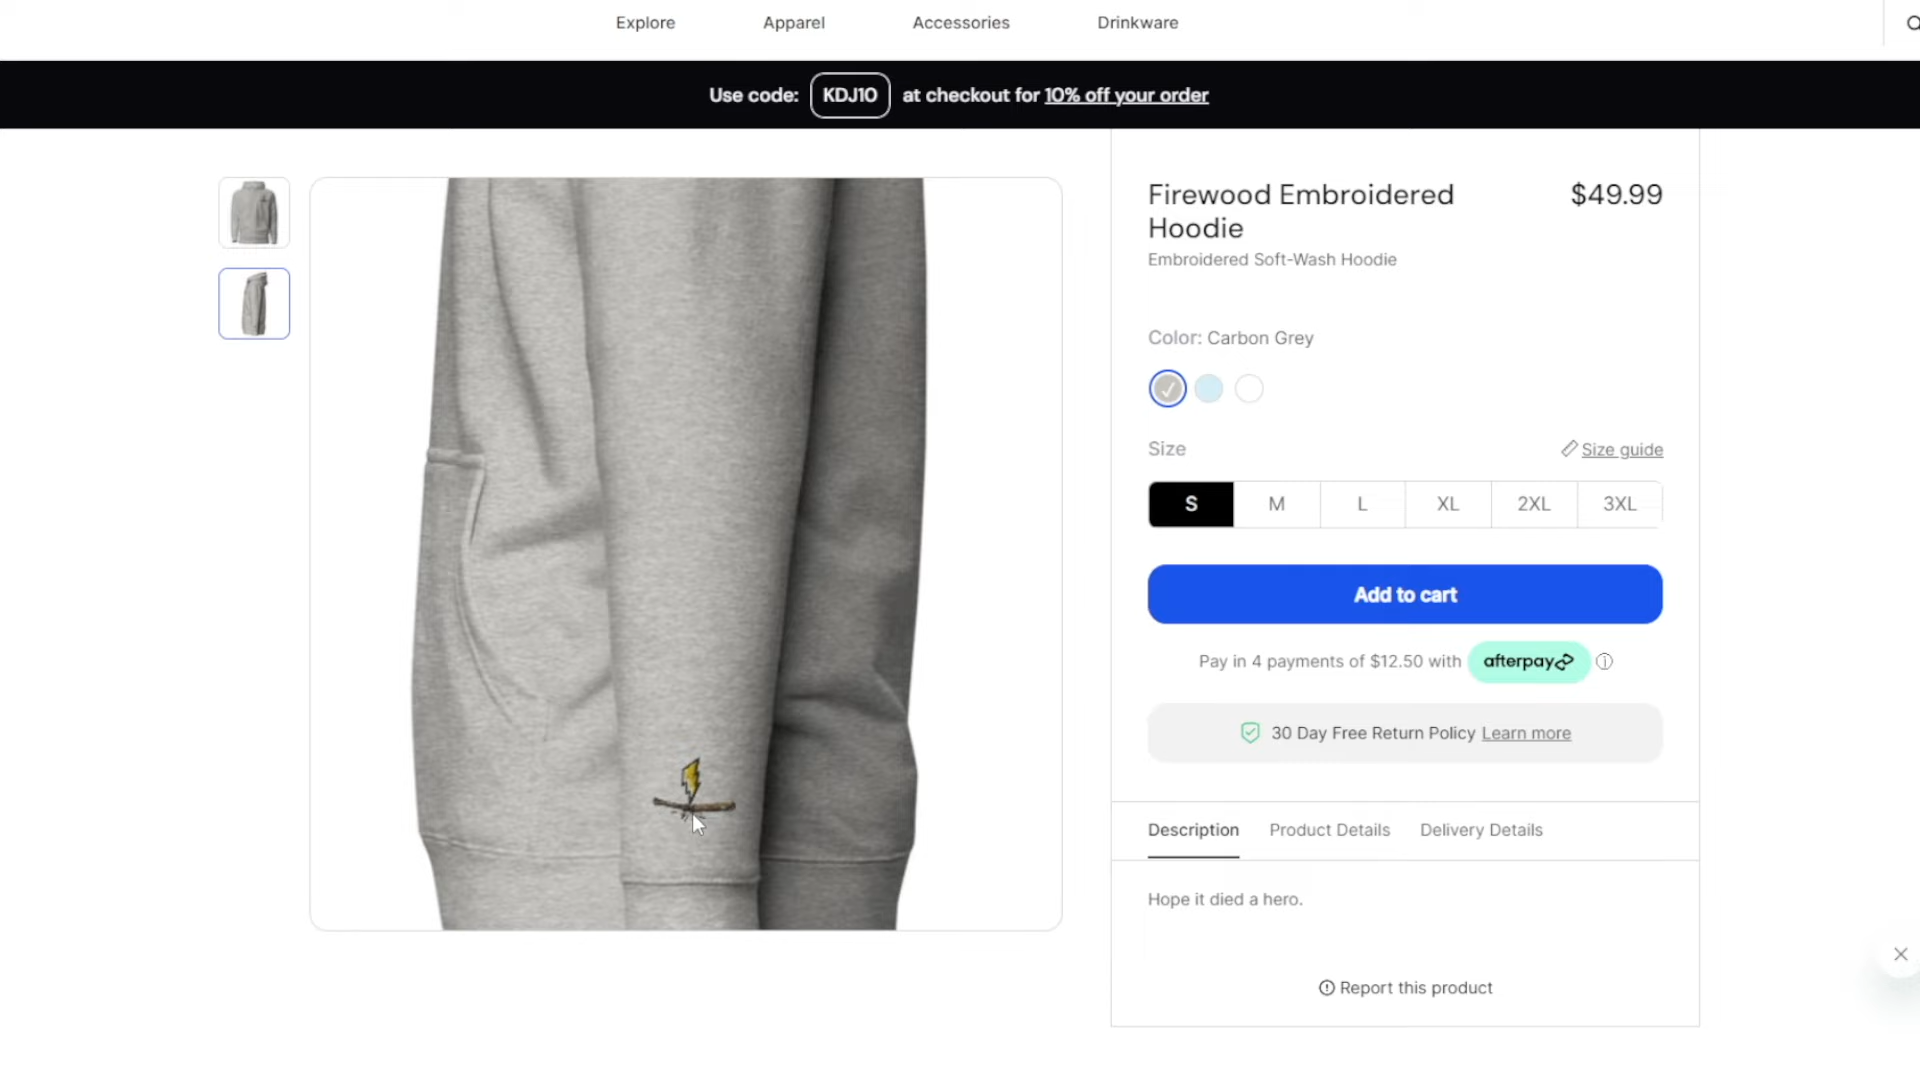 Explore Apparel Accessories Drinkware
Use code: KDJ10 at checkout for 10% off your order
Firewood Embroidered Hoodie $49.99
Embroidered Soft-Wash Hoodie
Color: Carbon Grey
Size Size guide
S M L XL 2XL 3XL
Add to cart
Pay in 4 payments of $12.50 with afterpay
30 Day Free Return Policy Learn more
Description Product Details Delivery Details
Hope it died a hero.
Report this product